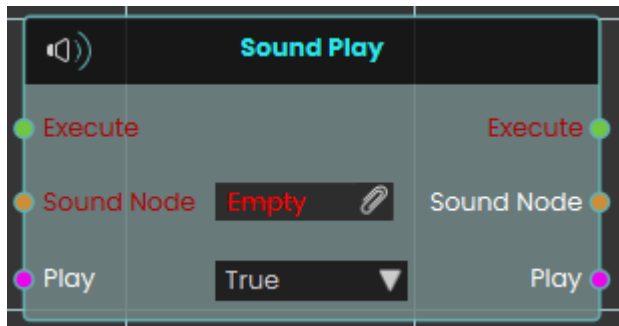 Sound Play
Execute Execute
Sound Node Empty Sound Node
Play True Play